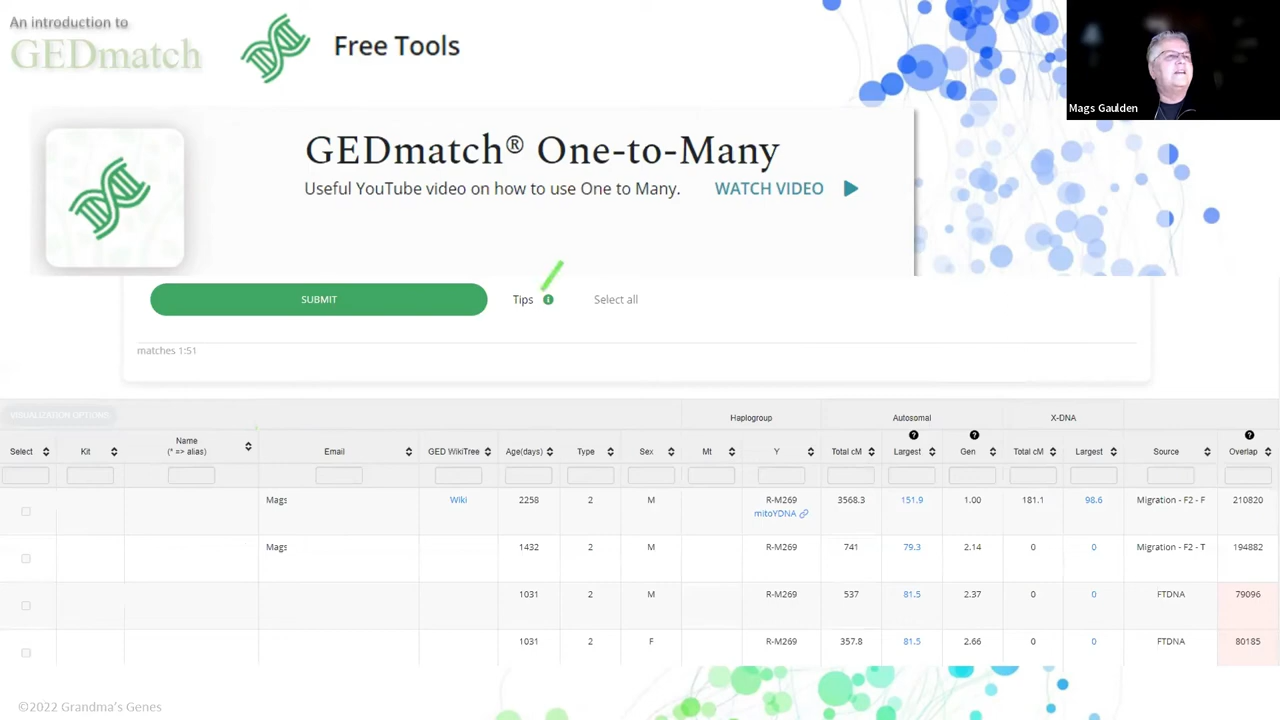 An introduction to
GEDmatch
Free Tools
Mags Gaulden
GEDmatch® One-to-Many
Useful YouTube video on how to use One to Many. WATCH VIDEO
SUBMIT Tips Select all
matches 1:51
VISUALIZATION OPTIONS
Haplogroup Autosomal X-DNA
Select Kit Name (* => alias) Email GED WikiTree Age(days) Type Sex Mt Y Total cM Largest Gen Total cM Largest Source Overlap
Mags Wiki 2258 2 M R-M269 3568.3 151.9 1.00 181.1 98.6 Migration - F2 - F 210820
mitoYDNA
Mags 1432 2 M R-M269 741 79.3 2.14 0 0 Migration - F2 - T 194882
1031 2 M R-M269 537 81.5 2.37 0 0 FTDNA 79096
1031 2 F R-M269 357.8 81.5 2.66 0 0 FTDNA 80185
©2022 Grandma's Genes